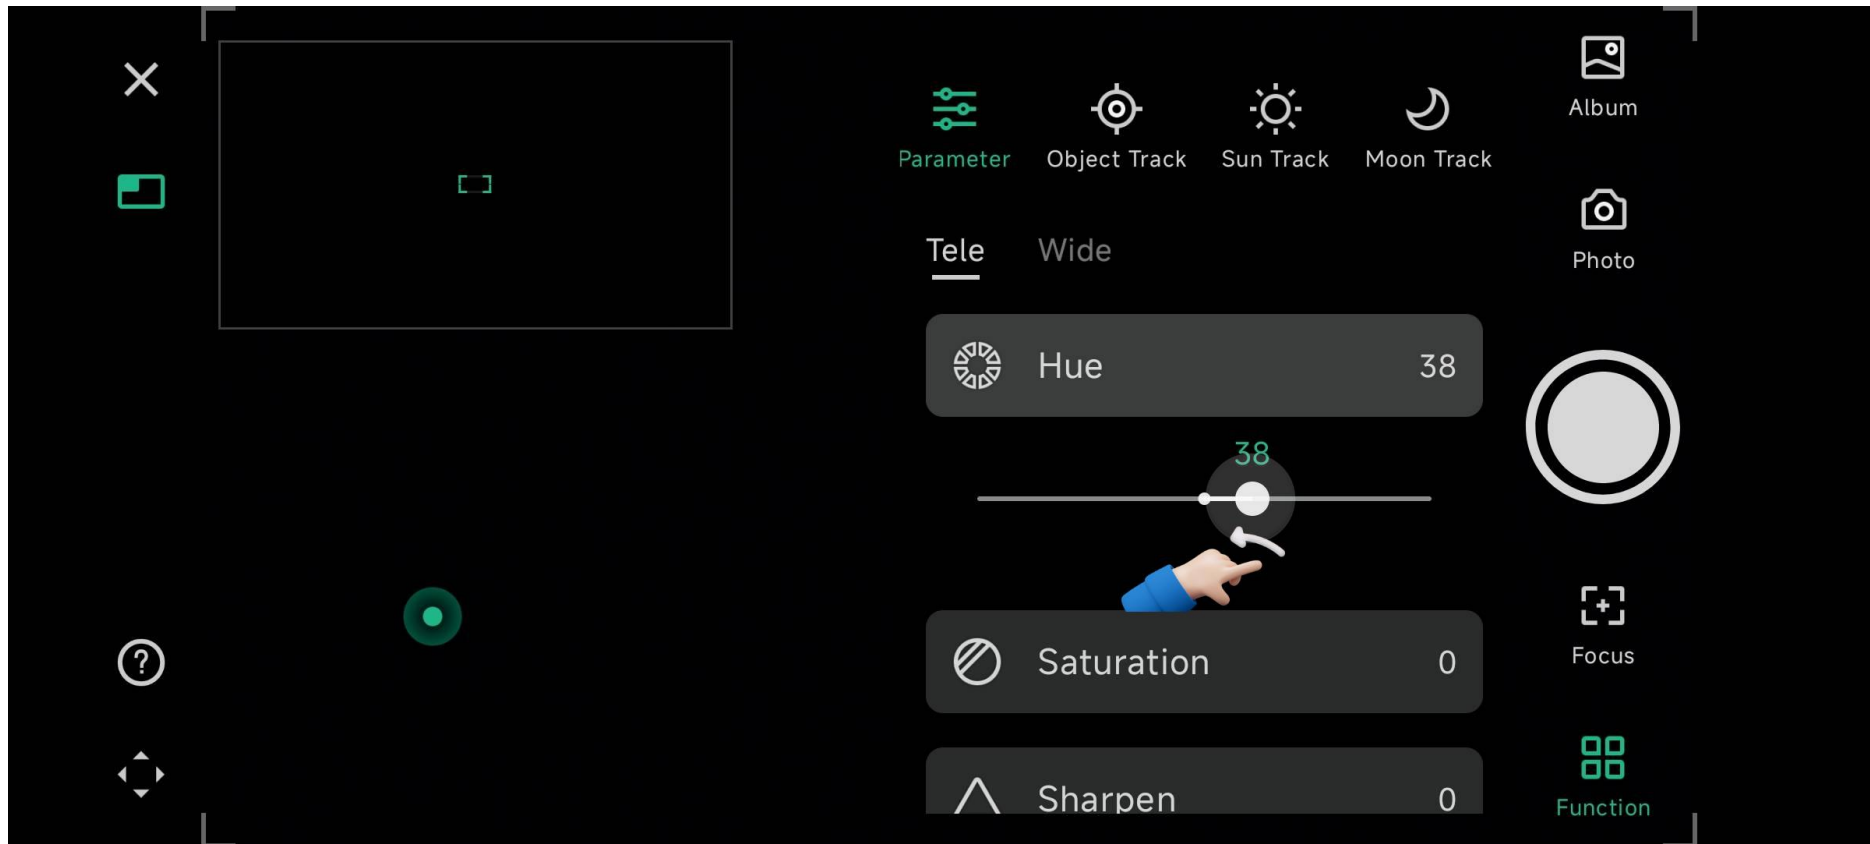 Parameter
Object Track
Sun Track
Moon Track
Album
Photo
Tele
Wide
Hue 38
38
Saturation 0
Sharpen 0
Focus
Function
?